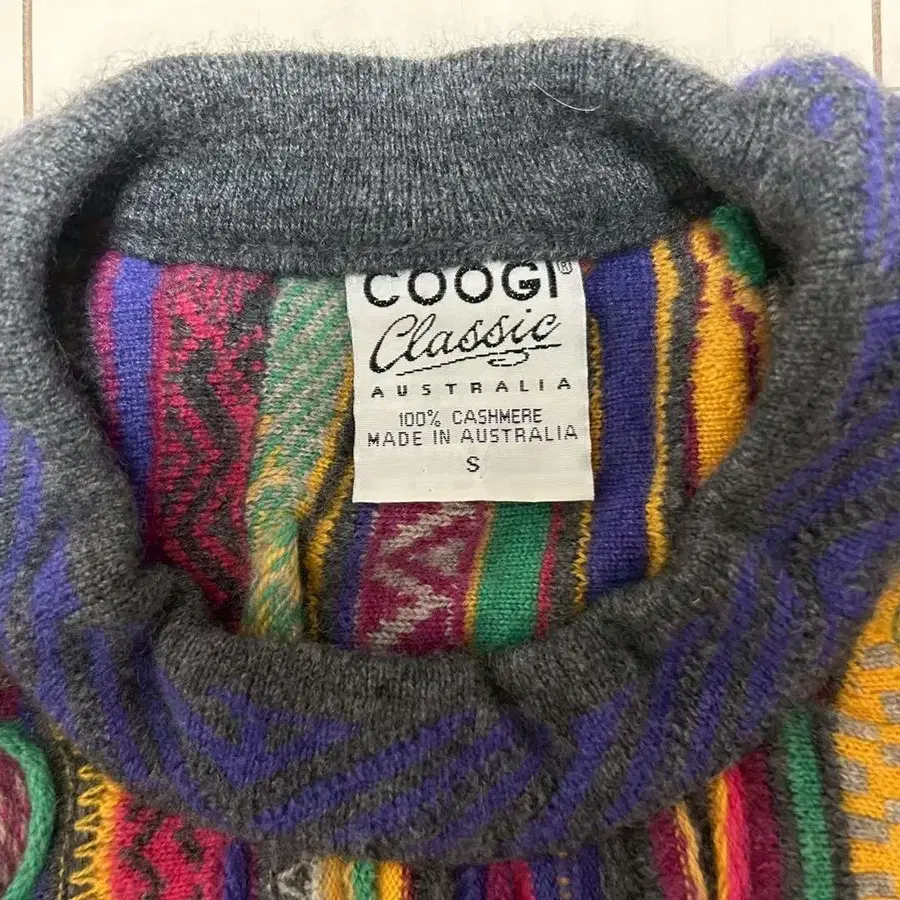 COOGI®
Classic
AUSTRALIA
100% CASHMERE
MADE IN AUSTRALIA
S